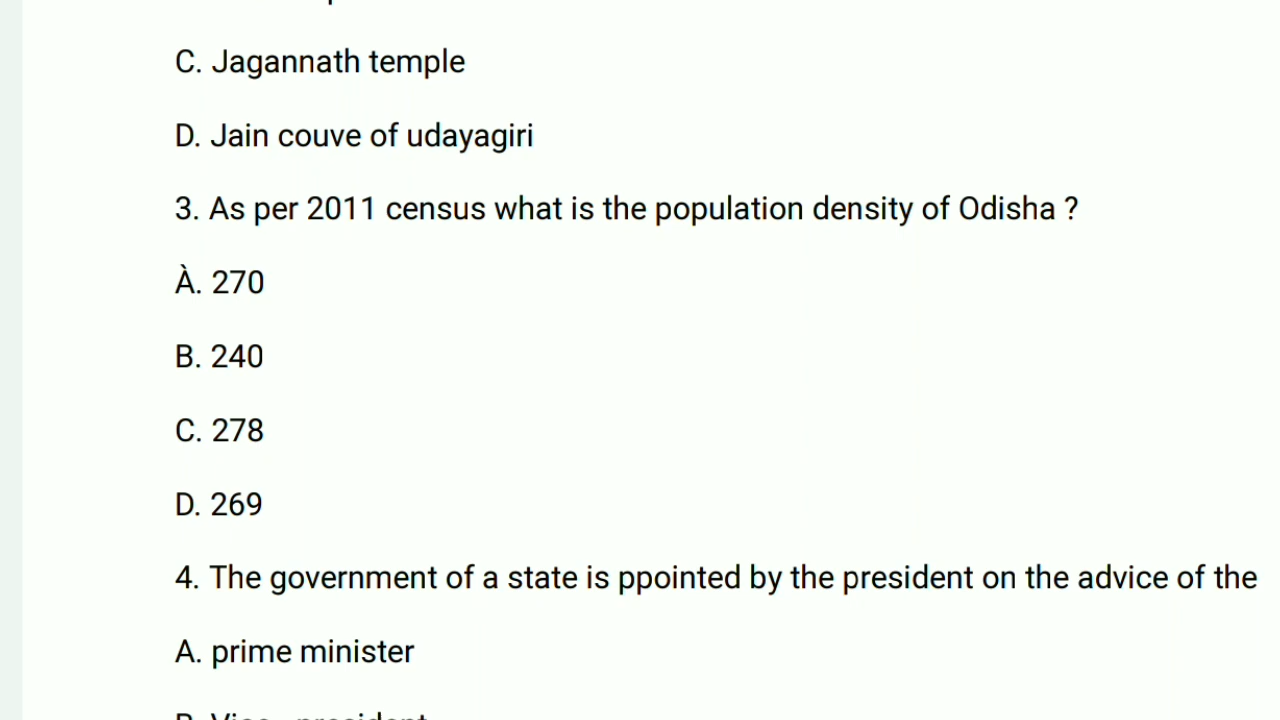 C. Jagannath temple
D. Jain couve of udayagiri
3. As per 2011 census what is the population density of Odisha ?
À. 270
B. 240
C. 278
D. 269
4. The government of a state is ppointed by the president on the advice of the
A. prime minister
B. Vice - president